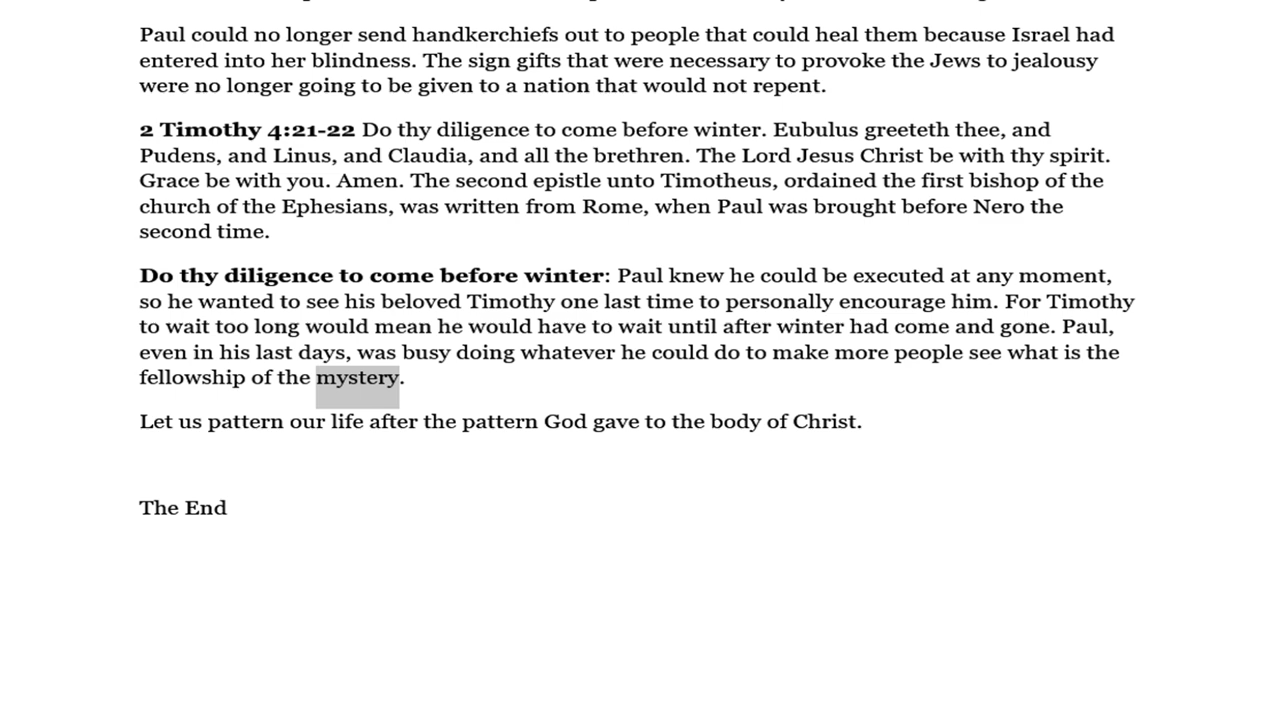 Paul could no longer send handkerchiefs out to people that could heal them because Israel had
entered into her blindness. The sign gifts that were necessary to provoke the Jews to jealousy
were no longer going to be given to a nation that would not repent.
2 Timothy 4:21-22 Do thy diligence to come before winter. Eubulus greeteth thee, and
Pudens, and Linus, and Claudia, and all the brethren. The Lord Jesus Christ be with thy spirit.
Grace be with you. Amen. The second epistle unto Timotheus, ordained the first bishop of the
church of the Ephesians, was written from Rome, when Paul was brought before Nero the
second time.
Do thy diligence to come before winter: Paul knew he could be executed at any moment,
so he wanted to see his beloved Timothy one last time to personally encourage him. For Timothy
to wait too long would mean he would have to wait until after winter had come and gone. Paul,
even in his last days, was busy doing whatever he could do to make more people see what is the
fellowship of the mystery.
Let us pattern our life after the pattern God gave to the body of Christ.
The End